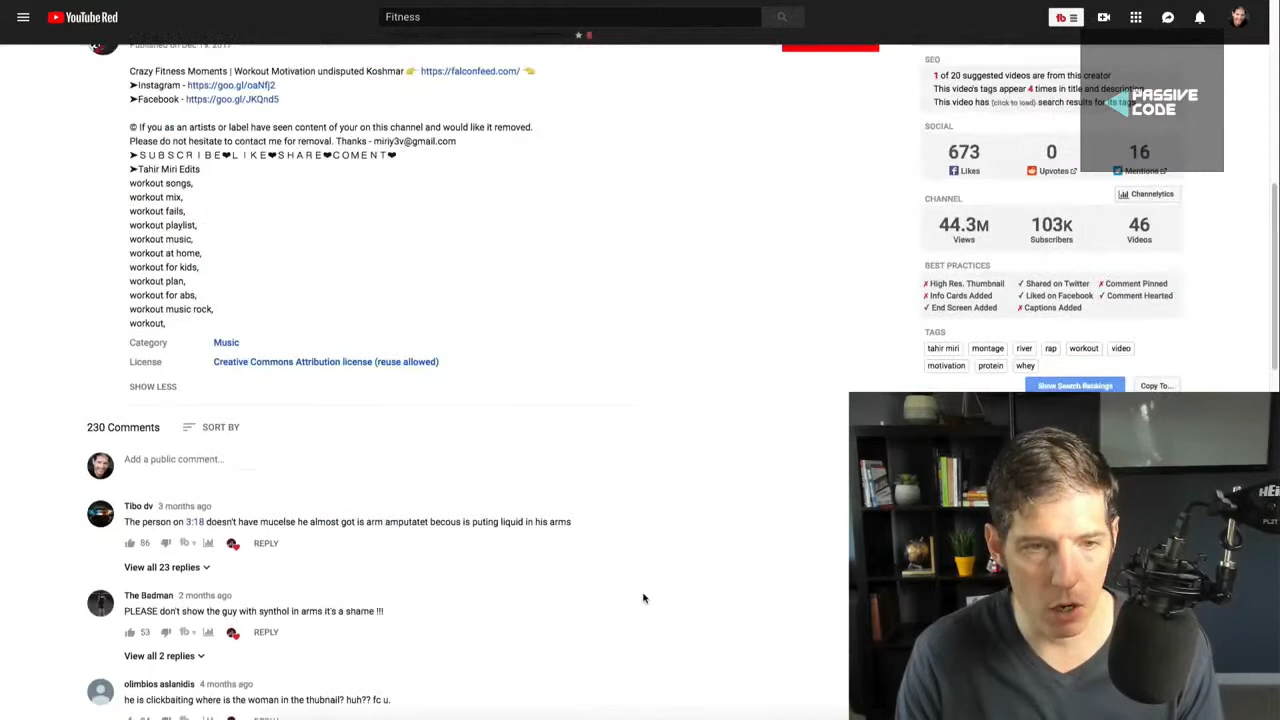 YouTube Red
Fitness
Published on Dec 19, 2017
Crazy Fitness Moments | Workout Motivation undisputed Koshmar 👉 https://falconfeed.com/ 👈
➤Instagram - https://goo.gl/oaNfj2
➤Facebook - https://goo.gl/JKQnd5
© If you as an artists or label have seen content of your on this channel and would like it removed.
Please do not hesitate to contact me for removal. Thanks - miriy3v@gmail.com
➤S U B S C R I B E❤L I K E❤S H A R E❤C O M E N T❤
➤Tahir Miri Edits
workout songs,
workout mix,
workout fails,
workout playlist,
workout music,
workout at home,
workout for kids,
workout plan,
workout for abs,
workout music rock,
workout,
Category Music
License Creative Commons Attribution license (reuse allowed)
SHOW LESS
230 Comments SORT BY
Add a public comment...
Tibo dv 3 months ago
The person on 3:18 doesn't have mucelse he almost got is arm amputatet becous is puting liquid in his arms
86 REPLY
View all 23 replies
The Badman 2 months ago
PLEASE don't show the guy with synthol in arms it's a shame !!!
53 REPLY
View all 2 replies
olimbios aslanidis 4 months ago
he is clickbaiting where is the woman in the thubnail? huh?? fc u.
SEO
1 of 20 suggested videos are from this creator
This video's tags appear 4 times in title and description
This video has (click to load) search results for its tags
PASSIVE
CODE
SOCIAL
673 0 16
Likes Upvotes Mentions
CHANNEL Channelytics
44.3M 103K 46
Views Subscribers Videos
BEST PRACTICES
✗ High Res. Thumbnail ✓ Shared on Twitter ✗ Comment Pinned
✗ Info Cards Added ✓ Liked on Facebook ✓ Comment Hearted
✓ End Screen Added ✗ Captions Added
TAGS
tahir miri montage river rap workout video
motivation protein whey
Show Search Rankings Copy To...